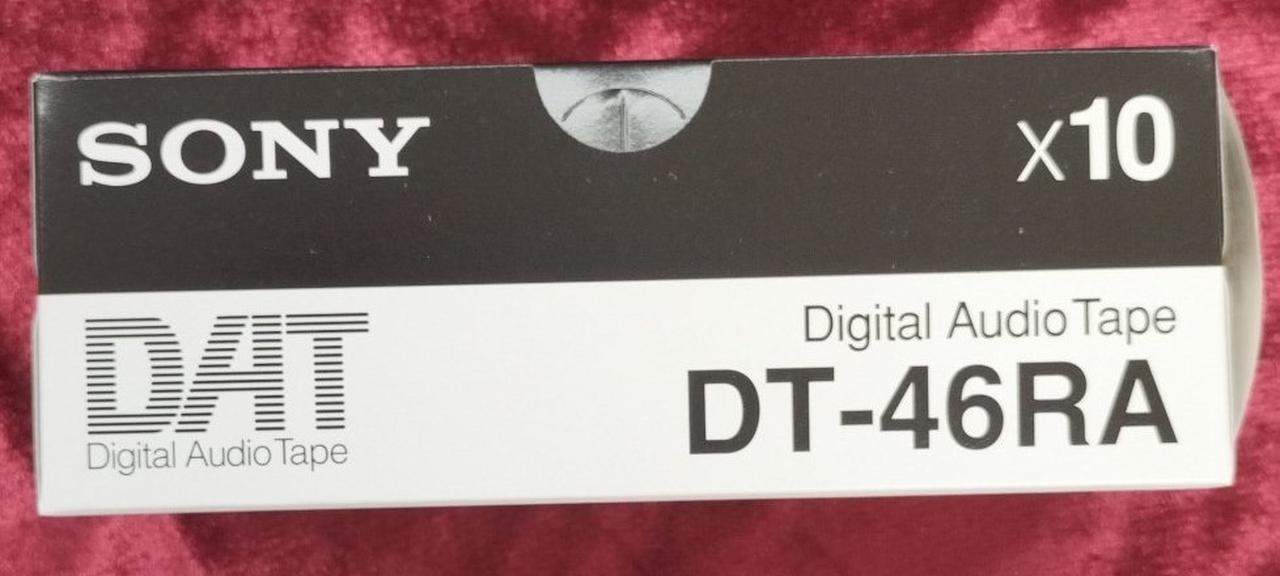 SONY
x10
DAT
Digital Audio Tape
Digital Audio Tape
DT-46RA